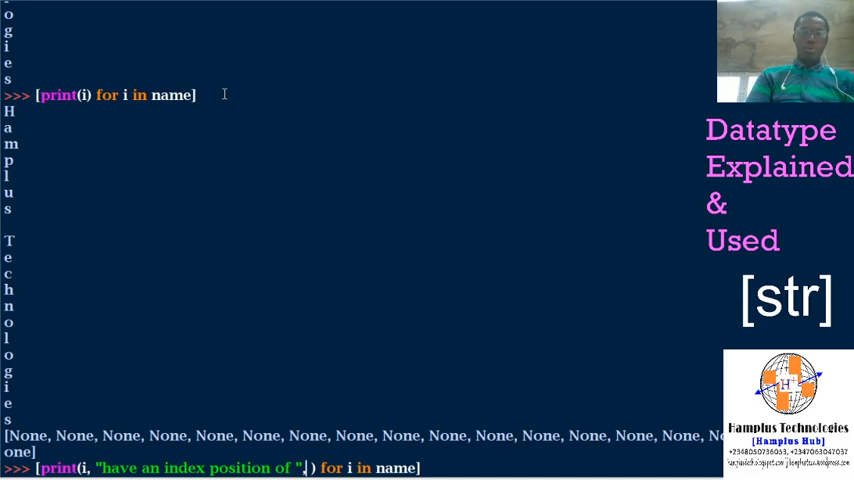 o
g
i
e
s
>>> [print(i) for i in name]
H
a
m
p
l
u
s
T
e
c
h
n
o
l
o
g
i
e
s
[None, None, None, None, None, None, None, None, None, None, None, None, None, None, None, No
one]
>>> [print(i, "have an index position of ",) for i in name]
Datatype
Explained
&
Used
[str]
H
Hamplus Technologies
[Hamplus Hub]
+2348050736053, +2347063047037